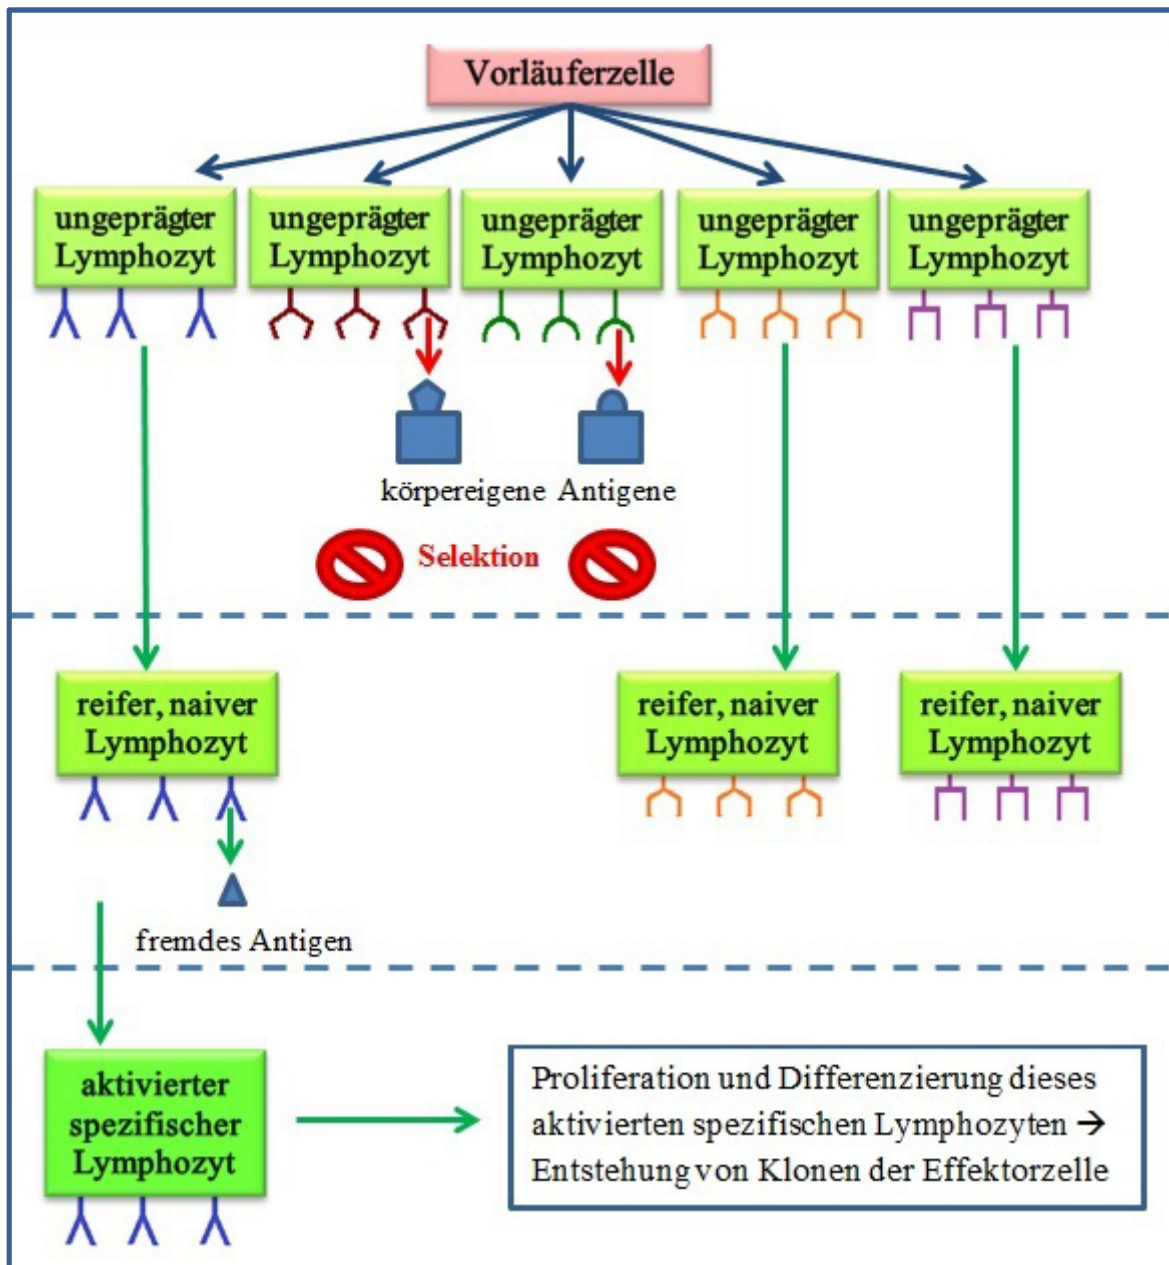 Vorläuferzelle
ungeprägter
Lymphozyt
ungeprägter
Lymphozyt
ungeprägter
Lymphozyt
ungeprägter
Lymphozyt
ungeprägter
Lymphozyt
körpereigene Antigene
Selektion
reifer, naiver
Lymphozyt
reifer, naiver
Lymphozyt
reifer, naiver
Lymphozyt
fremdes Antigen
aktivierter
spezifischer
Lymphozyt
Proliferation und Differenzierung dieses
aktivierten spezifischen Lymphozyten →
Entstehung von Klonen der Effektorzelle